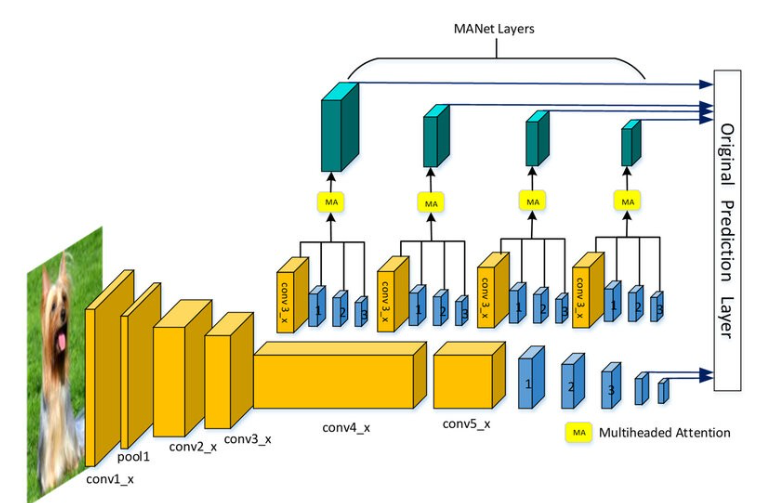 MANet Layers
MA
MA
MA
MA
Original Prediction Layer
conv 3_x
1
2
3
conv 3_x
1
2
3
conv 3_x
1
2
3
conv 3_x
1
2
3
1
2
3
conv4_x
conv5_x
conv3_x
conv2_x
pool1
conv1_x
MA
Multiheaded Attention